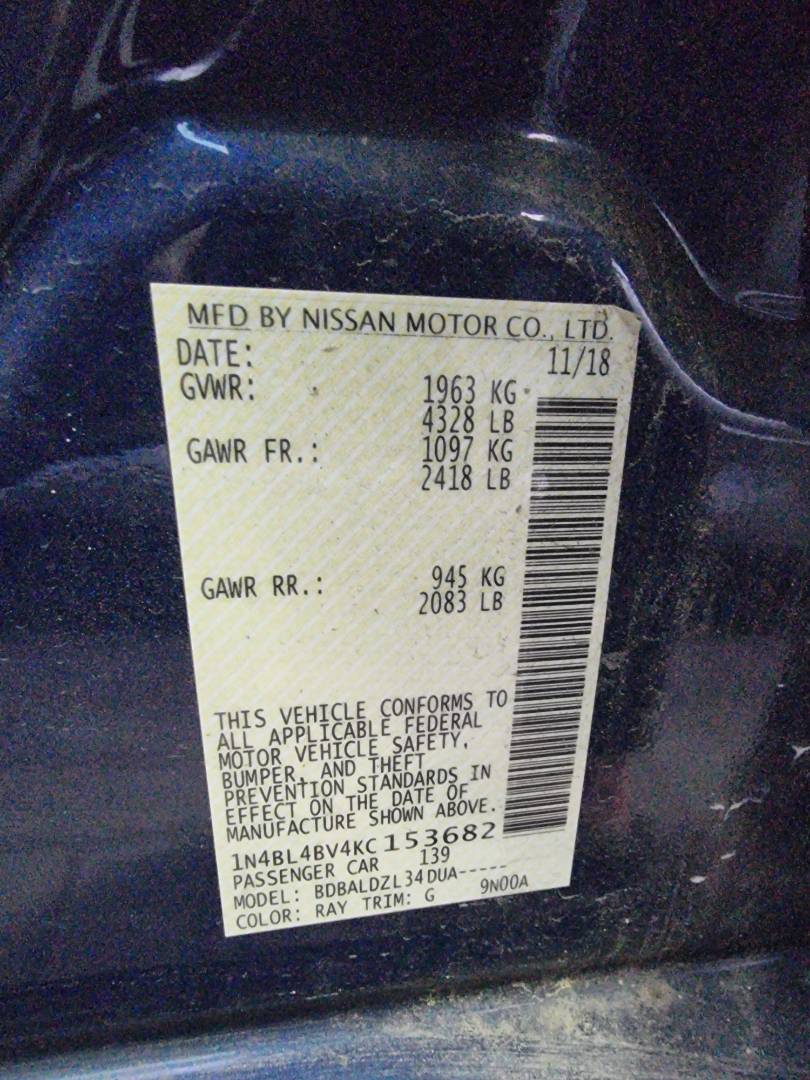 MFD BY NISSAN MOTOR CO., LTD.
DATE: 11/18
GVWR: 1963 KG
4328 LB
GAWR FR.: 1097 KG
2418 LB
GAWR RR.: 945 KG
2083 LB
THIS VEHICLE CONFORMS TO
ALL APPLICABLE FEDERAL
MOTOR VEHICLE SAFETY,
BUMPER, AND THEFT
PREVENTION STANDARDS IN
EFFECT ON THE DATE OF
MANUFACTURE SHOWN ABOVE.
1N4BL4BV4KC153682
PASSENGER CAR 139
MODEL: BDBALDZL34DUA-----
COLOR: RAY TRIM: G 9N00A